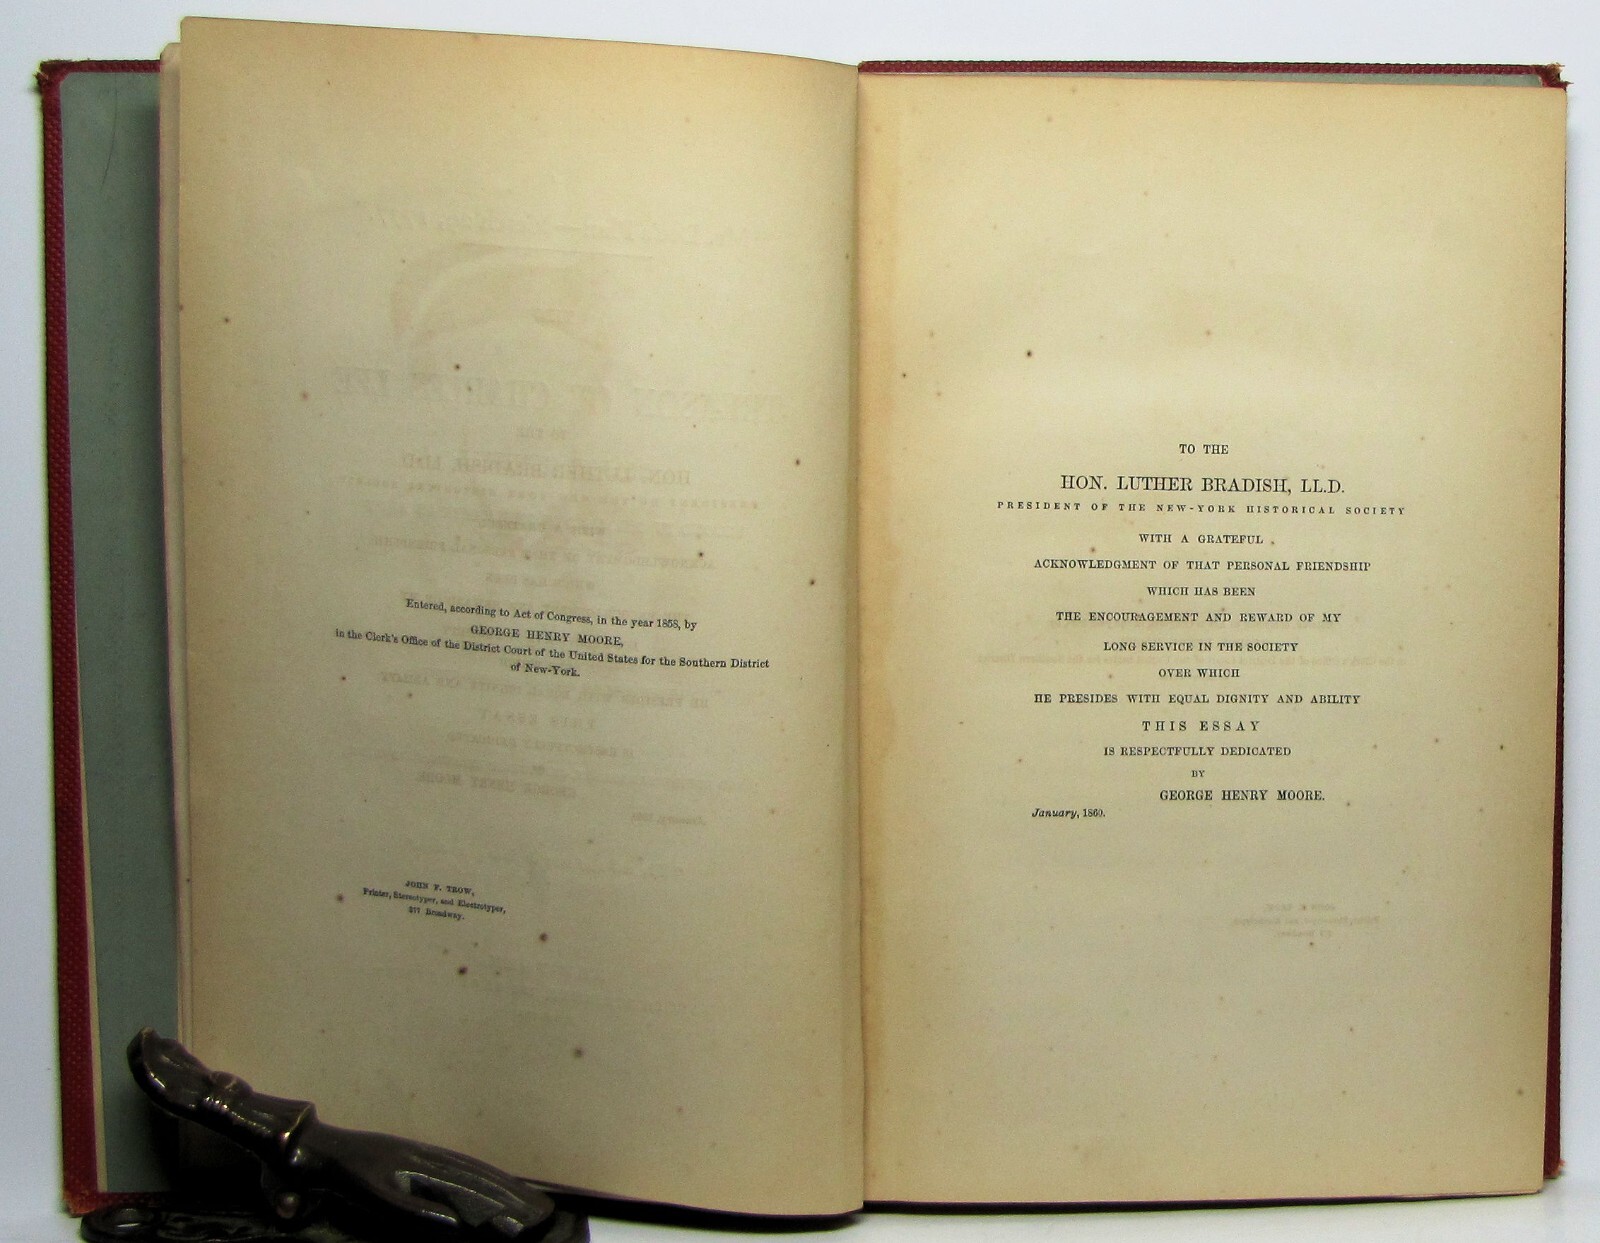 Entered, according to Act of Congress, in the year 1858, by
GEORGE HENRY MOORE,
in the Clerk's Office of the District Court of the United States for the Southern District
of New-York.
JOHN F. TROW,
Printer, Stereotyper, and Electrotyper,
377 Broadway.
TO THE
HON. LUTHER BRADISH, LL.D.
PRESIDENT OF THE NEW-YORK HISTORICAL SOCIETY
WITH A GRATEFUL
ACKNOWLEDGMENT OF THAT PERSONAL FRIENDSHIP
WHICH HAS BEEN
THE ENCOURAGEMENT AND REWARD OF MY
LONG SERVICE IN THE SOCIETY
OVER WHICH
HE PRESIDES WITH EQUAL DIGNITY AND ABILITY
THIS ESSAY
IS RESPECTFULLY DEDICATED
BY
GEORGE HENRY MOORE.
January, 1860.